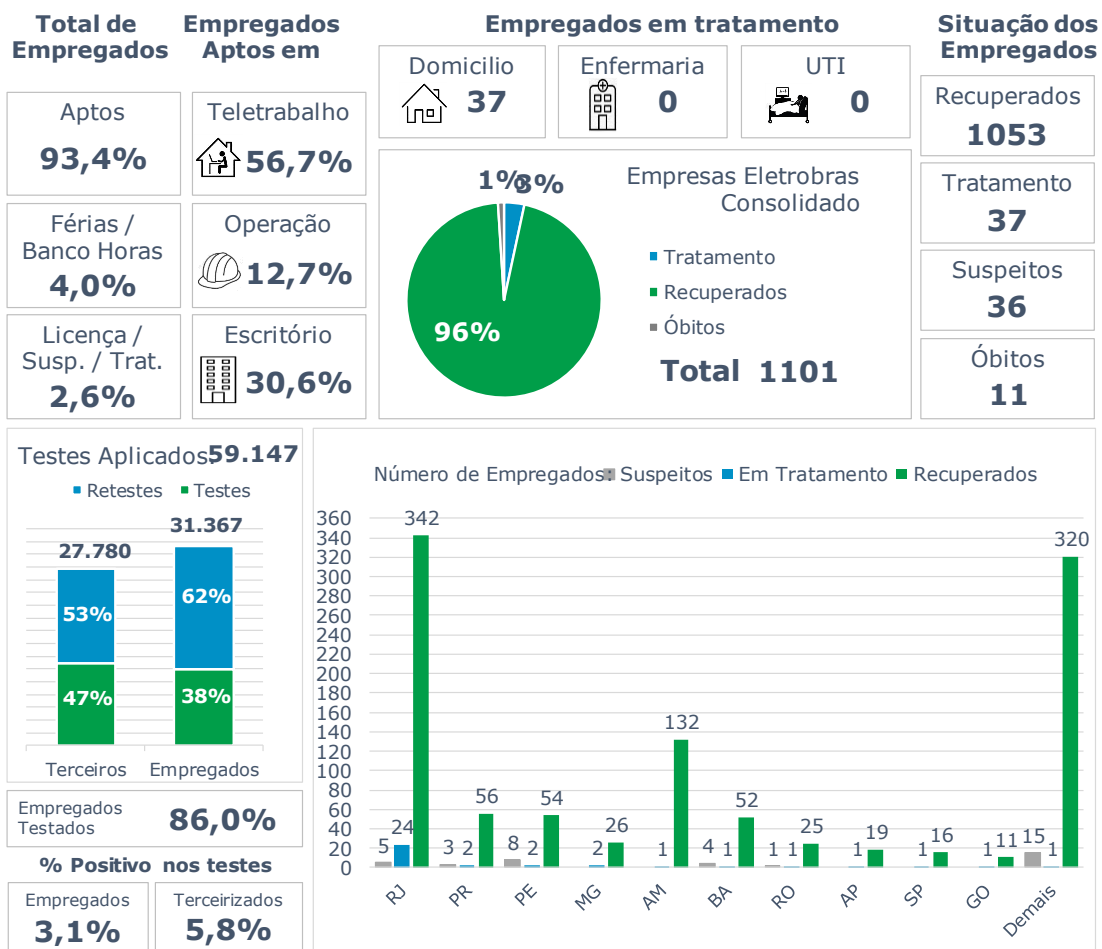 Total de
Empregados
Empregados
Aptos em
Empregados em tratamento
Situação dos
Empregados
Aptos
93,4%
Férias /
Banco Horas
4,0%
Licença /
Susp. / Trat.
2,6%
Teletrabalho
56,7%
Operação
12,7%
Escritório
30,6%
Domicilio
37
Enfermaria
0
UTI
0
1%
3%
96%
Empresas Eletrobras
Consolidado
Tratamento
Recuperados
Óbitos
Total 1101
Recuperados
1053
Tratamento
37
Suspeitos
36
Óbitos
11
Testes Aplicados: 59.147
Retestes Testes
31.367
27.780
62%
53%
47%
38%
Terceiros Empregados
Empregados
Testados
86,0%
% Positivo nos testes
Empregados
3,1%
Terceirizados
5,8%
Número de Empregados: Suspeitos Em Tratamento Recuperados
360
340
320
300
280
260
240
220
200
180
160
140
120
100
80
60
40
20
0
5 24 342
3 2 56
8 2 54
2 26
1 132
4 1 52
1 1 25
1 19
1 16
1 11
15 1 320
RJ PR PE MG AM BA RO AP SP GO Demais